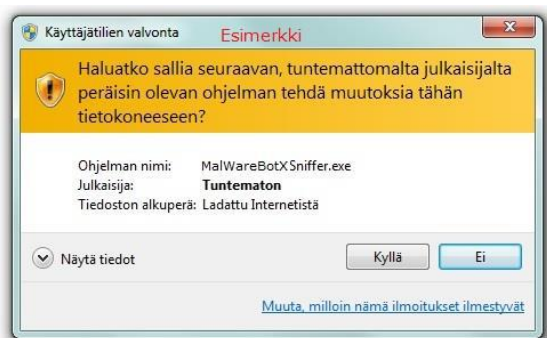 Käyttäjätilien valvonta Esimerkki
Haluatko sallia seuraavan, tuntemattomalta julkaisijalta
peräisin olevan ohjelman tehdä muutoksia tähän
tietokoneeseen?
Ohjelman nimi: MalWareBotXSniffer.exe
Julkaisija: Tuntematon
Tiedoston alkuperä: Ladattu Internetistä
Näytä tiedot Kyllä Ei
Muuta, milloin nämä ilmoitukset ilmestyvät